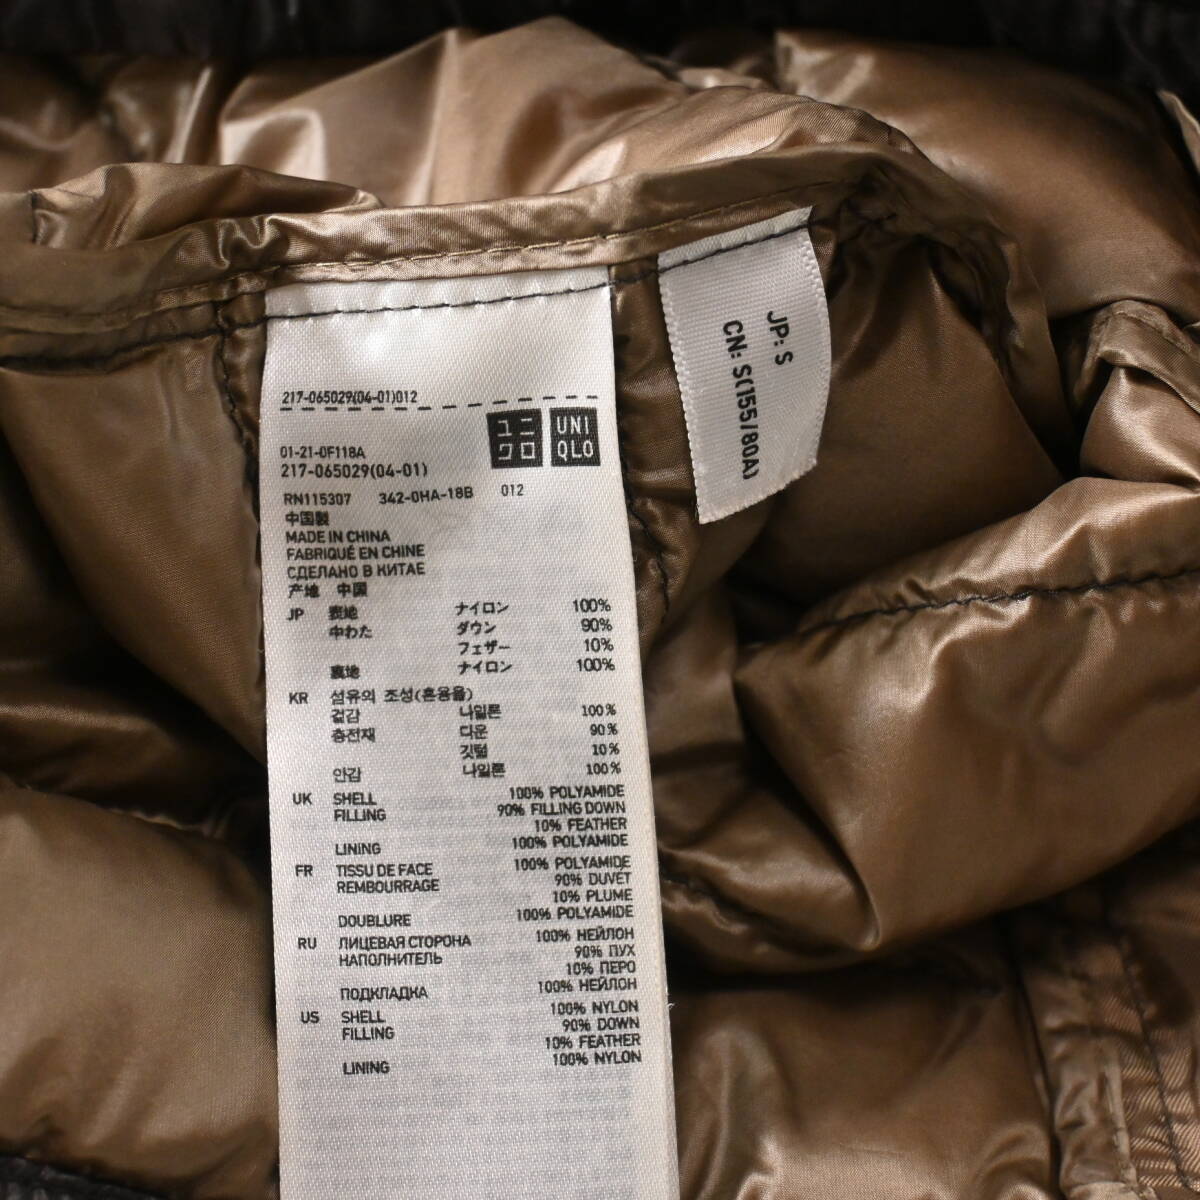 217-065029(04-01)012
ユニ
クロ
UNI
QLO
01-21-0F118A
217-065029(04-01)
RN115307 342-0HA-18B 012
中国製
MADE IN CHINA
FABRIQUÉ EN CHINE
СДЕЛАНО В КИТАЕ
产地 中国
JP 表地 ナイロン 100%
中わた ダウン 90%
フェザー 10%
裏地 ナイロン 100%
KR 섬유의 조성(혼용율)
겉감 나일론 100%
충전재 다운 90%
깃털 10%
안감 나일론 100%
UK SHELL 100% POLYAMIDE
FILLING 90% FILLING DOWN
10% FEATHER
LINING 100% POLYAMIDE
FR TISSU DE FACE 100% POLYAMIDE
REMBOURRAGE 90% DUVET
10% PLUME
DOUBLURE 100% POLYAMIDE
RU ЛИЦЕВАЯ СТОРОНА 100% НЕЙЛОН
НАПОЛНИТЕЛЬ 90% ПУХ
10% ПЕРО
ПОДКЛАДКА 100% НЕЙЛОН
US SHELL 100% NYLON
FILLING 90% DOWN
10% FEATHER
LINING 100% NYLON
JP: S
CN: S(155/80A)